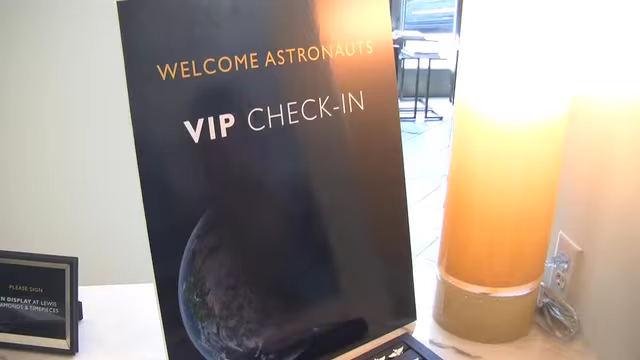 WELCOME ASTRONAUTS
VIP CHECK-IN
PLEASE SIGN
N DISPLAY AT LEWIS
AMONDS & TIMEPIECES